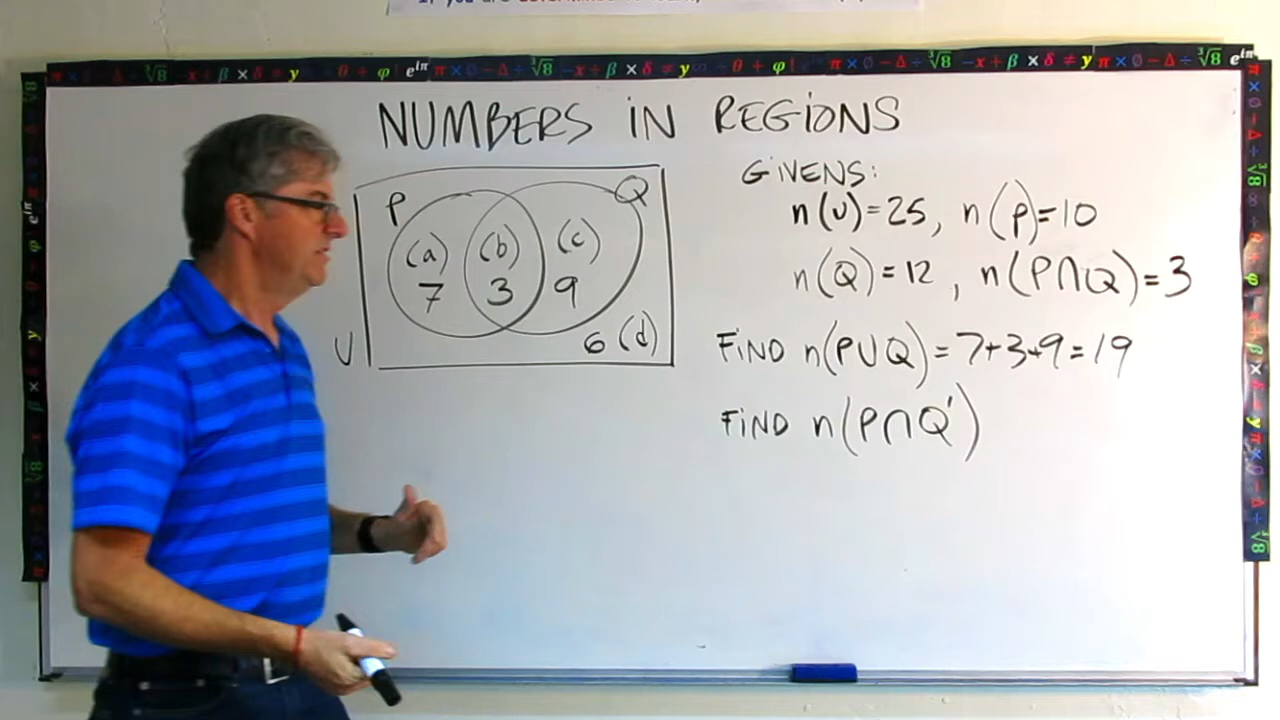 NUMBERS IN REGIONS
P Q
(a) (b) (c)
7 3 9
U 6 (d)
GIVENS:
n(U)=25, n(P)=10
n(Q)=12, n(P∩Q)=3
FIND n(P∪Q)=7+3+9=19
FIND n(P∩Q')